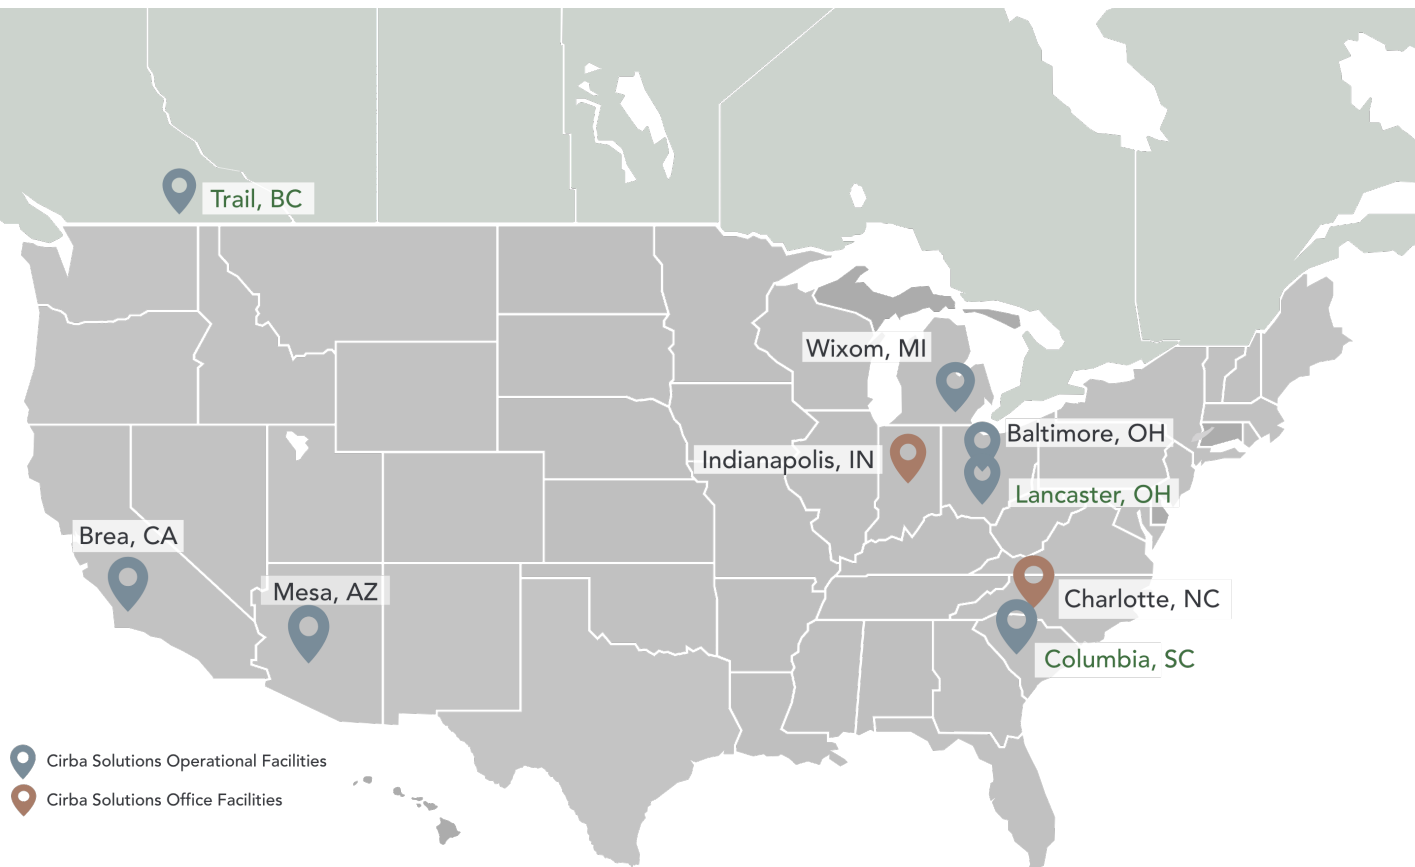 Trail, BC
Wixom, MI
Baltimore, OH
Indianapolis, IN
Lancaster, OH
Brea, CA
Mesa, AZ
Charlotte, NC
Columbia, SC
Cirba Solutions Operational Facilities
Cirba Solutions Office Facilities